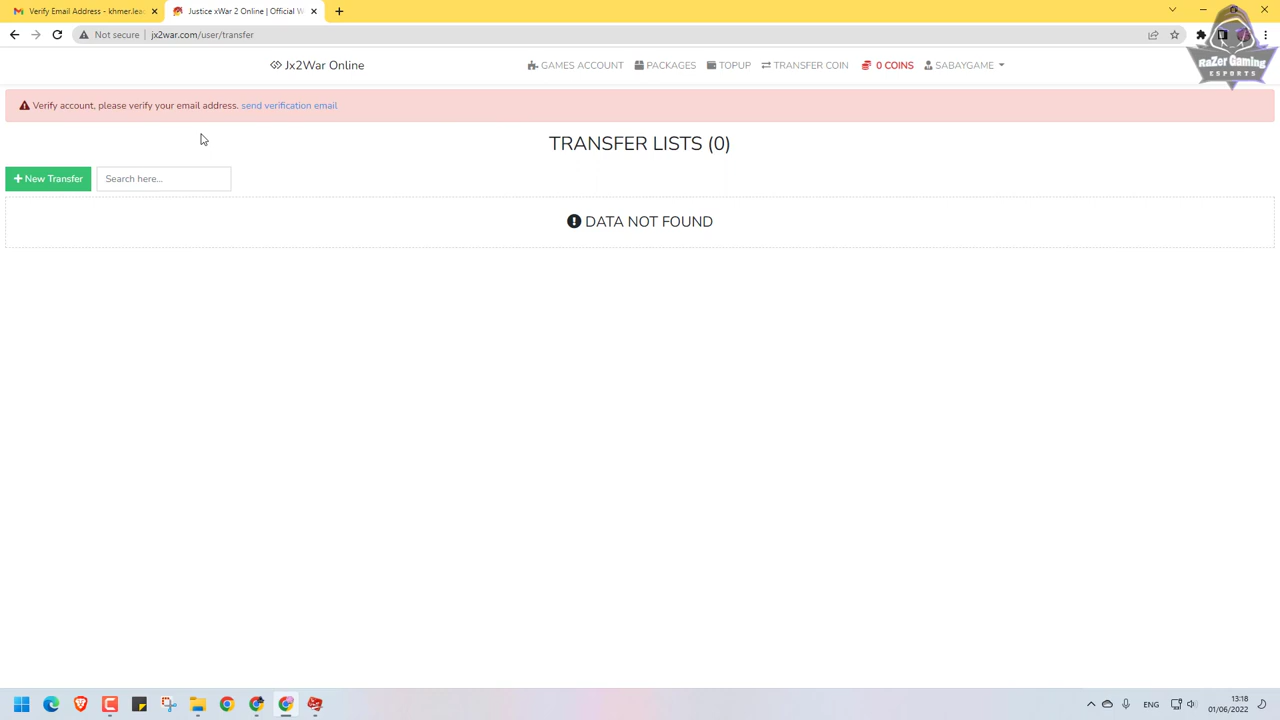 Verify Email Address - khmer.lea
Justice xWar 2 Online | Official W
Not secure | jx2war.com/user/transfer
Jx2War Online
GAMES ACCOUNT
PACKAGES
TOPUP
TRANSFER COIN
0 COINS
SABAYGAME
RaZer Gaming
ESPORTS
Verify account, please verify your email address. send verification email
TRANSFER LISTS (0)
New Transfer
Search here...
DATA NOT FOUND
ENG
13:18
01/06/2022